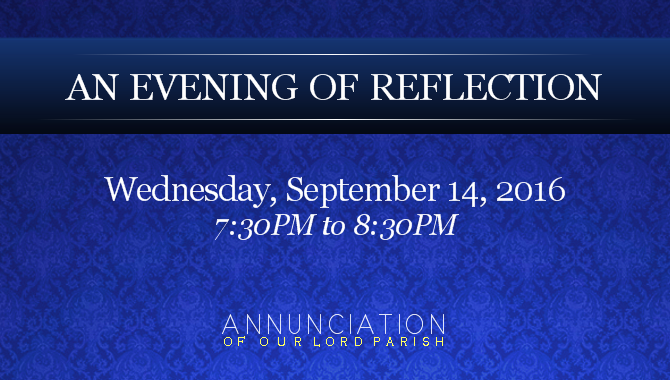 AN EVENING OF REFLECTION
Wednesday, September 14, 2016
7:30PM to 8:30PM
ANNUNCIATION
OF OUR LORD PARISH